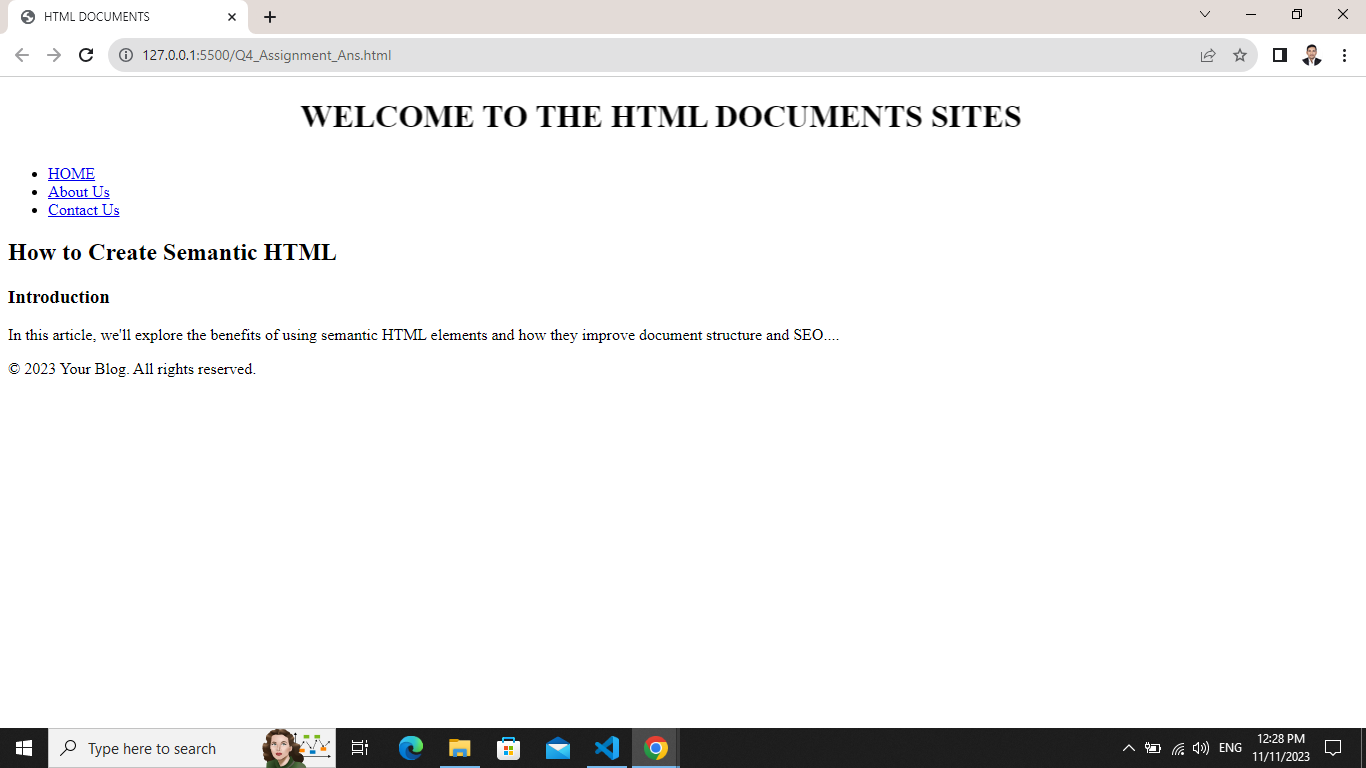 HTML DOCUMENTS
127.0.0.1:5500/Q4_Assignment_Ans.html
WELCOME TO THE HTML DOCUMENTS SITES
HOME
About Us
Contact Us
How to Create Semantic HTML
Introduction
In this article, we'll explore the benefits of using semantic HTML elements and how they improve document structure and SEO....
© 2023 Your Blog. All rights reserved.
Type here to search
ENG
12:28 PM
11/11/2023